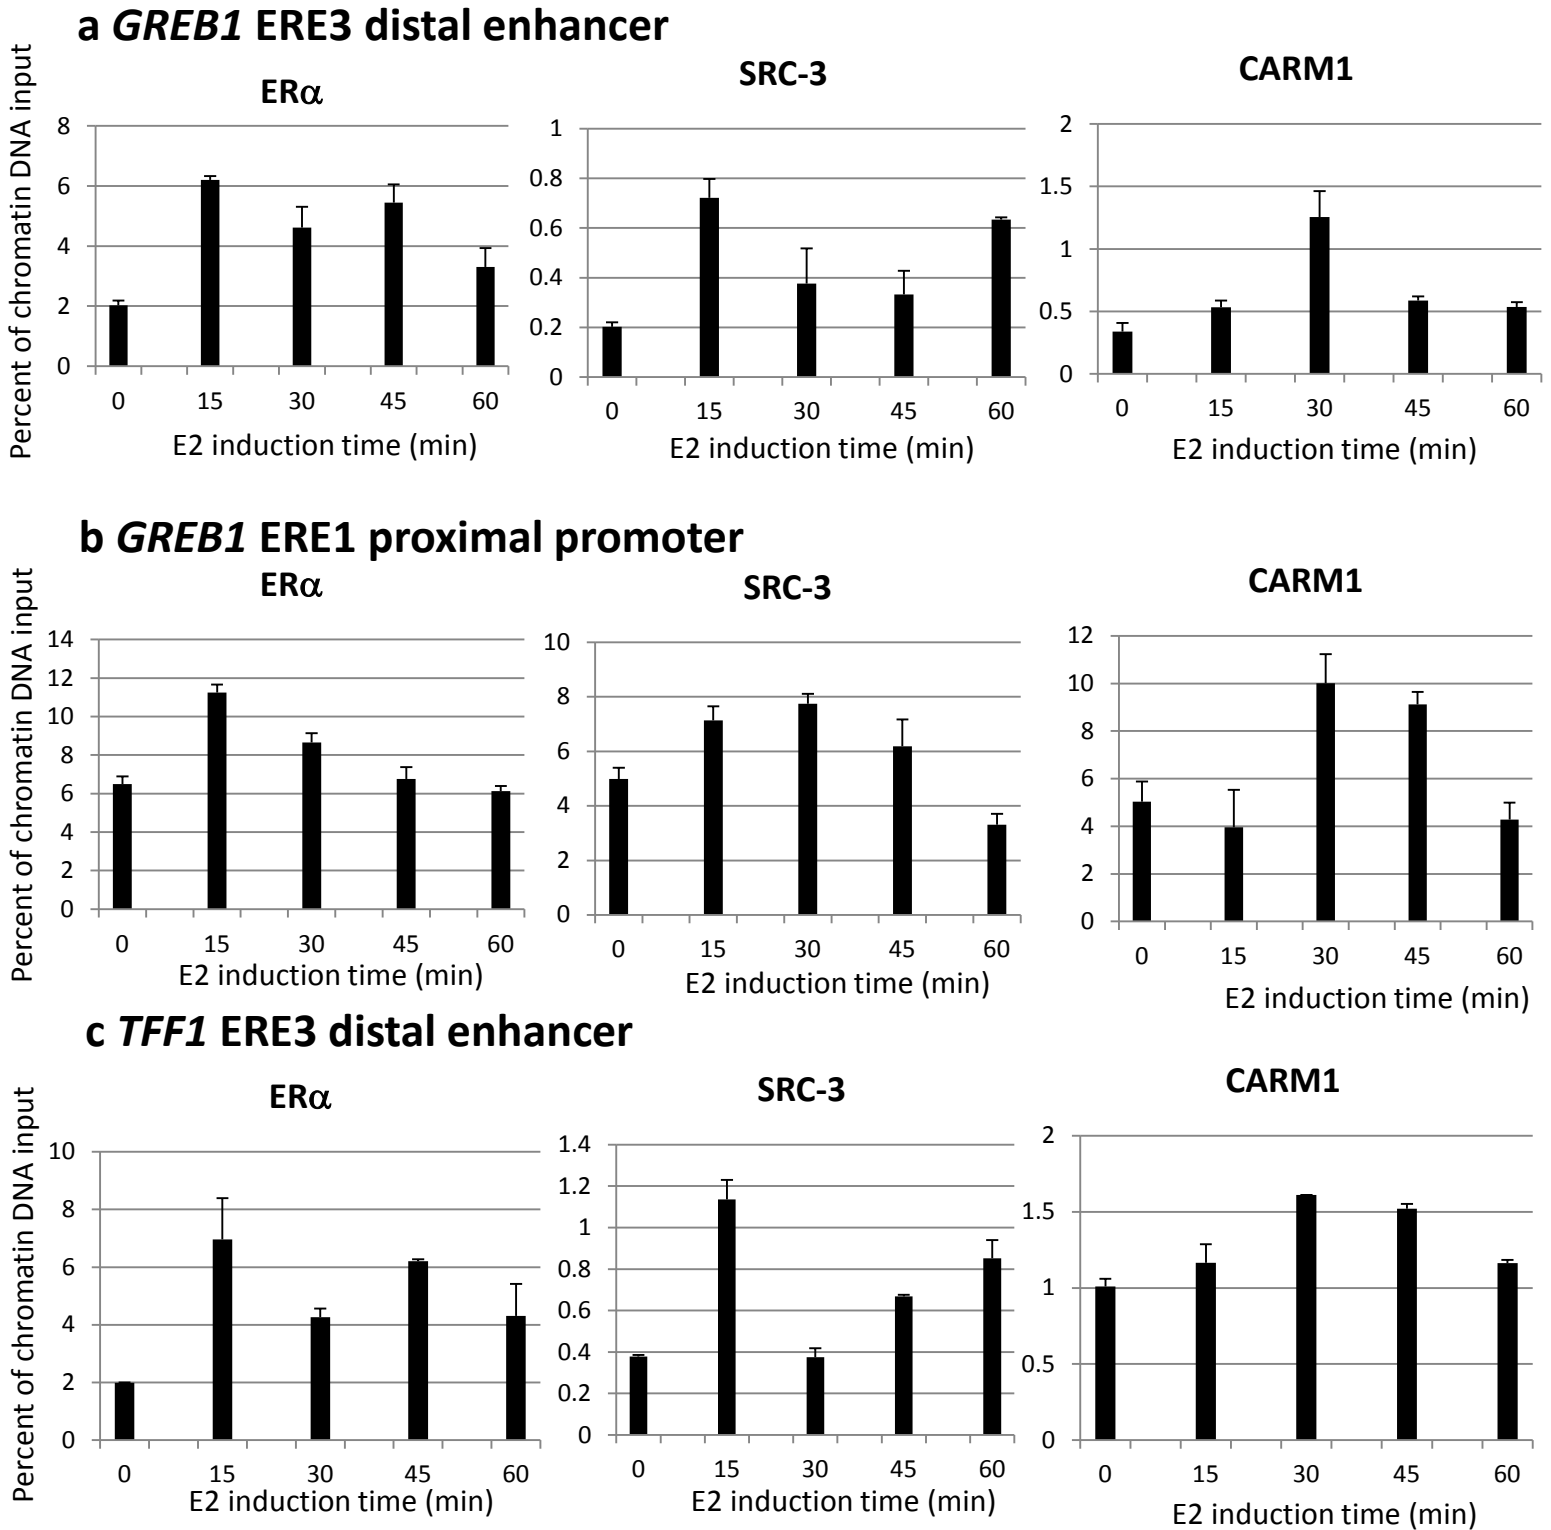 a GREB1 ERE3 distal enhancer
Percent of chromatin DNA input
ERα
8
6
4
2
0
0 15 30 45 60
E2 induction time (min)
SRC-3
1
0.8
0.6
0.4
0.2
0
0 15 30 45 60
E2 induction time (min)
CARM1
2
1.5
1
0.5
0
0 15 30 45 60
E2 induction time (min)
b GREB1 ERE1 proximal promoter
Percent of chromatin DNA input
ERα
14
12
10
8
6
4
2
0
0 15 30 45 60
E2 induction time (min)
SRC-3
10
8
6
4
2
0
0 15 30 45 60
E2 induction time (min)
CARM1
12
10
8
6
4
2
0
0 15 30 45 60
E2 induction time (min)
c TFF1 ERE3 distal enhancer
Percent of chromatin DNA input
ERα
10
8
6
4
2
0
0 15 30 45 60
E2 induction time (min)
SRC-3
1.4
1.2
1
0.8
0.6
0.4
0.2
0
0 15 30 45 60
E2 induction time (min)
CARM1
2
1.5
1
0.5
0
0 15 30 45 60
E2 induction time (min)